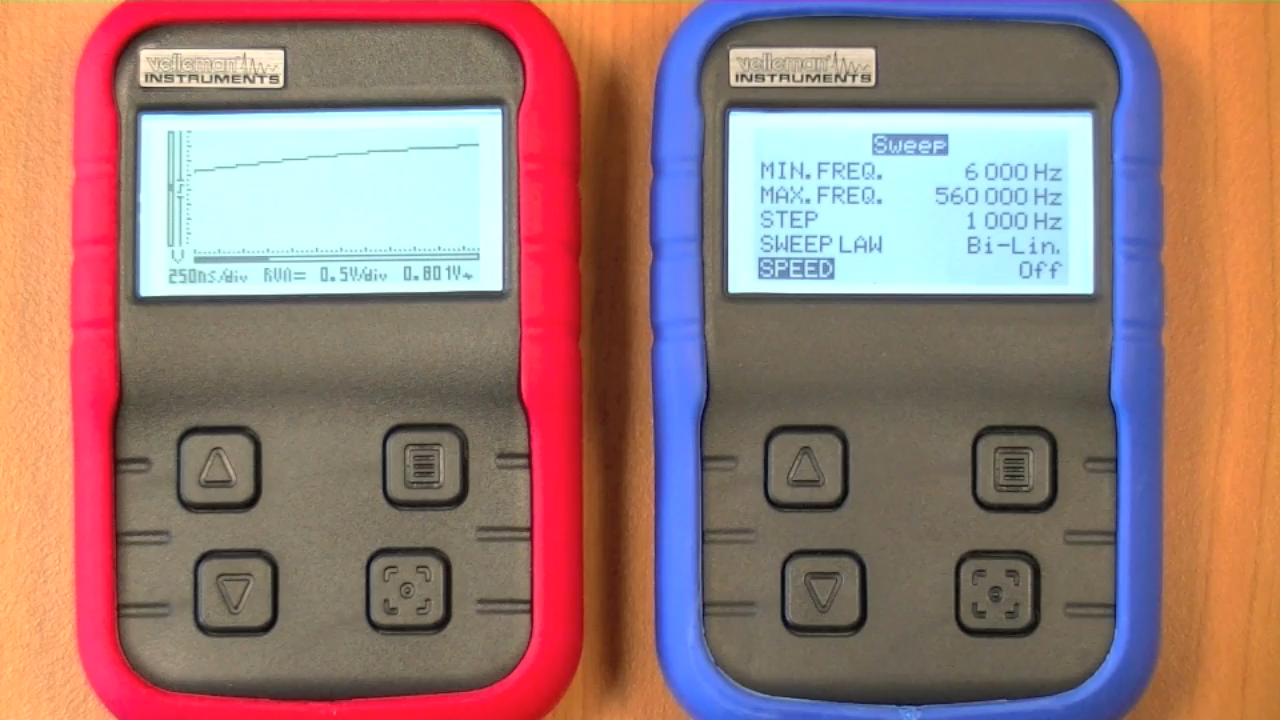 velleman
INSTRUMENTS
250ns/div RUN= 0.5V/div 0.801V~
velleman
INSTRUMENTS
Sweep
MIN. FREQ. 6 000 Hz
MAX. FREQ. 560 000 Hz
STEP 1 000 Hz
SWEEP LAW Bi-Lin.
SPEED Off